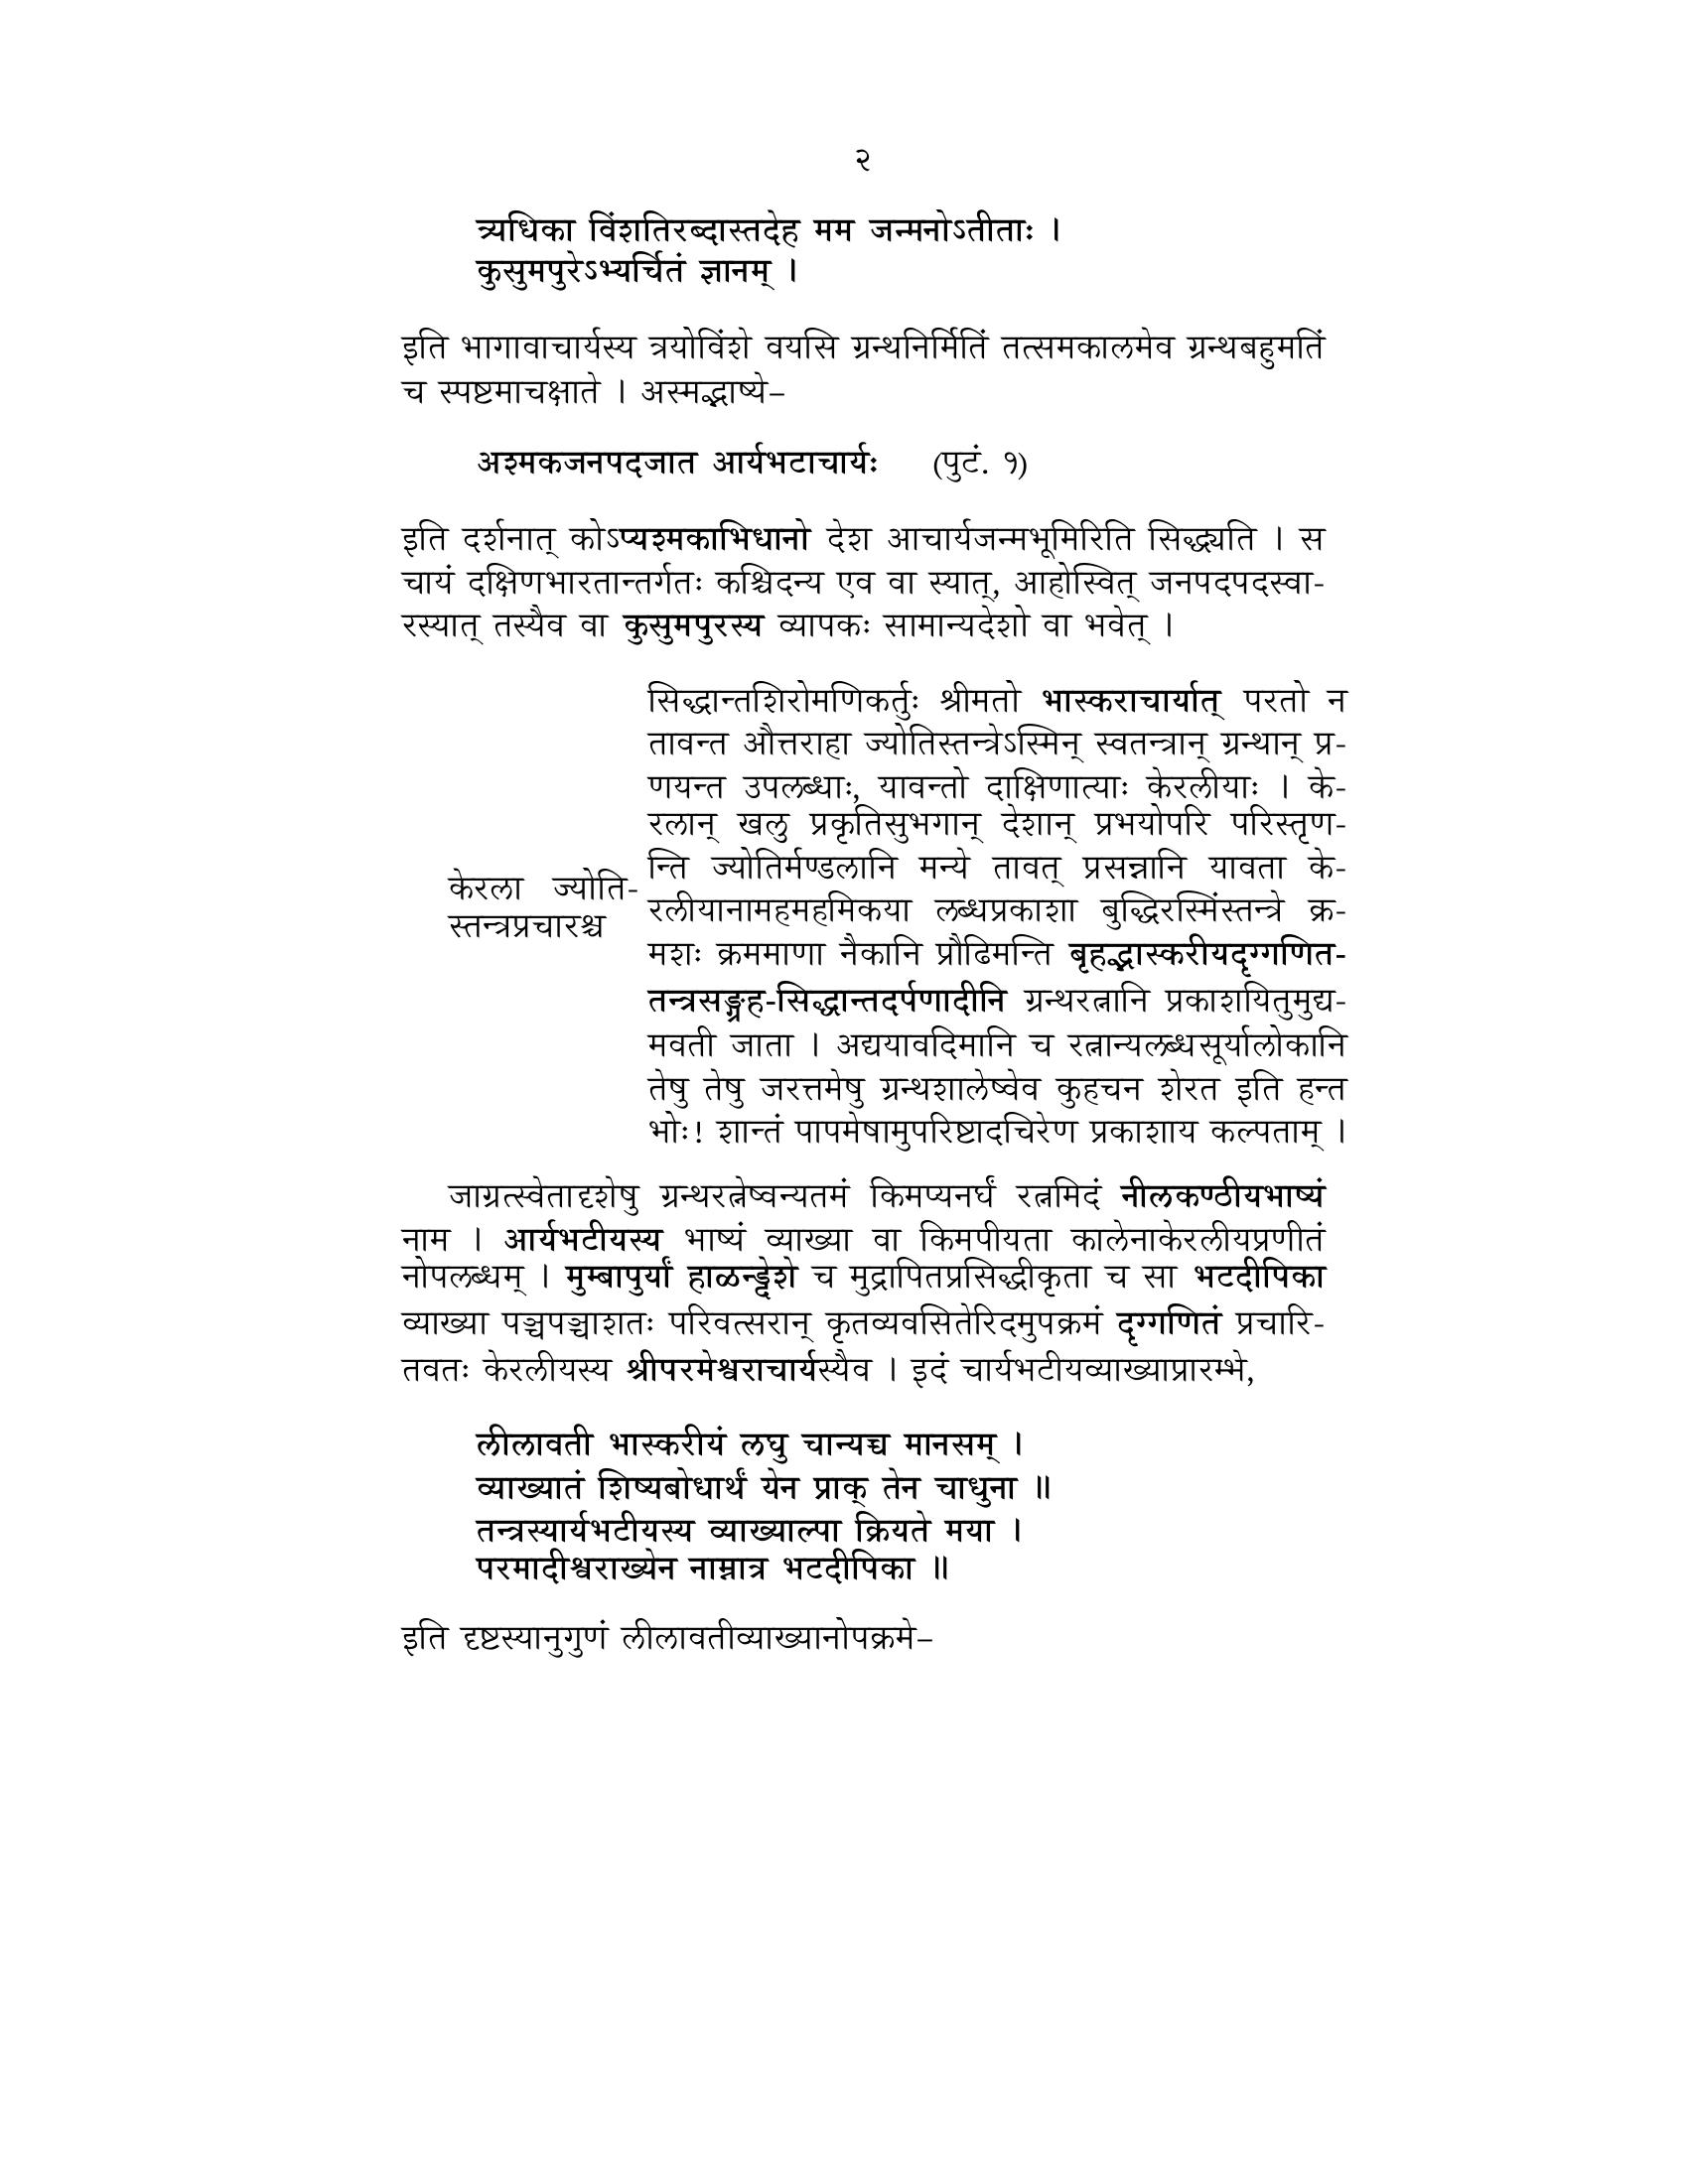 २
त्र्यधिका विंशतिरब्दास्तदेह मम जन्मनोऽतीताः ।
कुसुमपुरेऽभ्यर्चितं ज्ञानम् ।
इति भागावाचार्यस्य त्रयोविंशे वयसि ग्रन्थनिर्मितिं तत्समकालमेव ग्रन्थबहुमतिं
च स्पष्टमाचक्षाते । अस्मद्भाष्ये–
अश्मकजनपदजात आर्यभटाचार्यः (पुटं. १)
इति दर्शनात् कोऽप्यश्मकाभिधानो देश आचार्यजन्मभूमिरिति सिद्ध्यति । स
चायं दक्षिणभारतान्तर्गतः कश्चिदन्य एव वा स्यात्, आहोस्वित् जनपदपदस्वा-
रस्यात् तस्यैव वा कुसुमपुरस्य व्यापकः सामान्यदेशो वा भवेत् ।
केरला ज्योति-
स्तन्त्रप्रचारश्च
सिद्धान्तशिरोमणिकर्तुः श्रीमतो भास्कराचार्यात् परतो न
तावन्त औत्तराहा ज्योतिस्तन्त्रेऽस्मिन् स्वतन्त्रान् ग्रन्थान् प्र-
णयन्त उपलब्धाः, यावन्तो दाक्षिणात्याः केरलीयाः । के-
रलान् खलु प्रकृतिसुभगान् देशान् प्रभयोपरि परिस्तृण-
न्ति ज्योतिर्मण्डलानि मन्ये तावत् प्रसन्नानि यावता के-
रलीयानामहमहमिकया लब्धप्रकाशा बुद्धिरस्मिंस्तन्त्रे क्र-
मशः क्रममाणा नैकानि प्रौढिमन्ति बृहद्भास्करीयदृग्गणित-
तन्त्रसङ्ग्रह-सिद्धान्तदर्पणादीनि ग्रन्थरत्नानि प्रकाशयितुमुद्य-
मवती जाता । अद्ययावदिमानि च रत्नान्यलब्धसूर्यालोकानि
तेषु तेषु जरत्तमेषु ग्रन्थशालेष्वेव कुहचन शेरत इति हन्त
भोः! शान्तं पापमेषामुपरिष्टादचिरेण प्रकाशाय कल्पताम् ।
जाग्रत्स्वेतादृशेषु ग्रन्थरत्नेष्वन्यतमं किमप्यनर्घं रत्नमिदं नीलकण्ठीयभाष्यं
नाम । आर्यभटीयस्य भाष्यं व्याख्या वा किमपीयता कालेनाकेरलीयप्रणीतं
नोपलब्धम् । मुम्बापुर्यां हाळन्ड्देशे च मुद्रापितप्रसिद्धीकृता च सा भटदीपिका
व्याख्या पञ्चपञ्चाशतः परिवत्सरान् कृतव्यवसितेरिदमुपक्रमं दृग्गणितं प्रचारि-
तवतः केरलीयस्य श्रीपरमेश्वराचार्यस्यैव । इदं चार्यभटीयव्याख्याप्रारम्भे,
लीलावती भास्करीयं लघु चान्यच्च मानसम् ।
व्याख्यातं शिष्यबोधार्थं येन प्राक् तेन चाधुना ॥
तन्त्रस्यार्यभटीयस्य व्याख्याल्पा क्रियते मया ।
परमादीश्वराख्येन नाम्नात्र भटदीपिका ॥
इति दृष्टस्यानुगुणं लीलावतीव्याख्यानोपक्रमे–